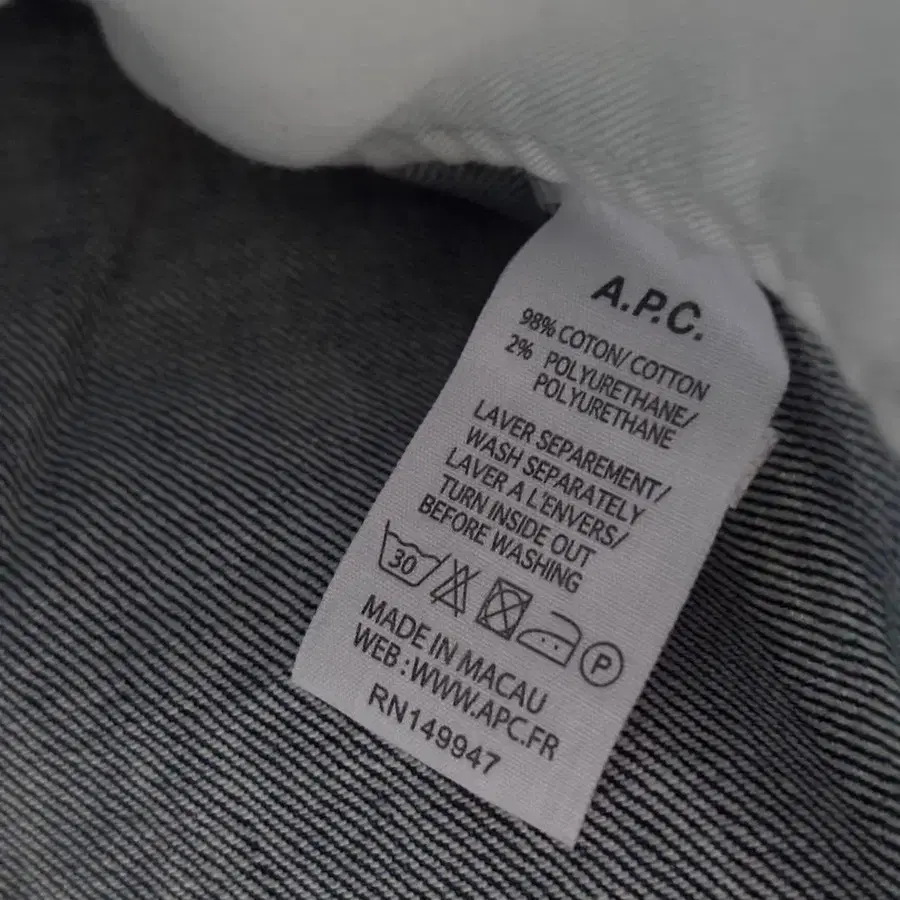 A.P.C.
98% COTON/COTTON
2% POLYURETHANE/
POLYURETHANE
LAVER SEPAREMENT/
WASH SEPARATELY
LAVER A L'ENVERS/
TURN INSIDE OUT
BEFORE WASHING
30 P
MADE IN MACAU
WEB :WWW.APC.FR
RN149947